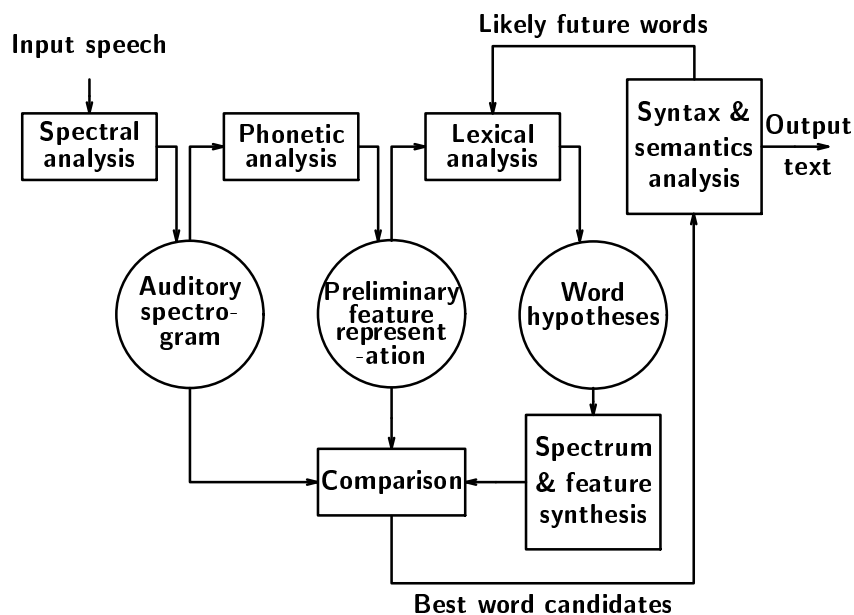 Likely future words
Input speech
Spectral
analysis
Phonetic
analysis
Lexical
analysis
Syntax &
semantics
analysis
Output
text
Auditory
spectro-
gram
Preliminary
feature
represent
-ation
Word
hypotheses
Comparison
Spectrum
& feature
synthesis
Best word candidates